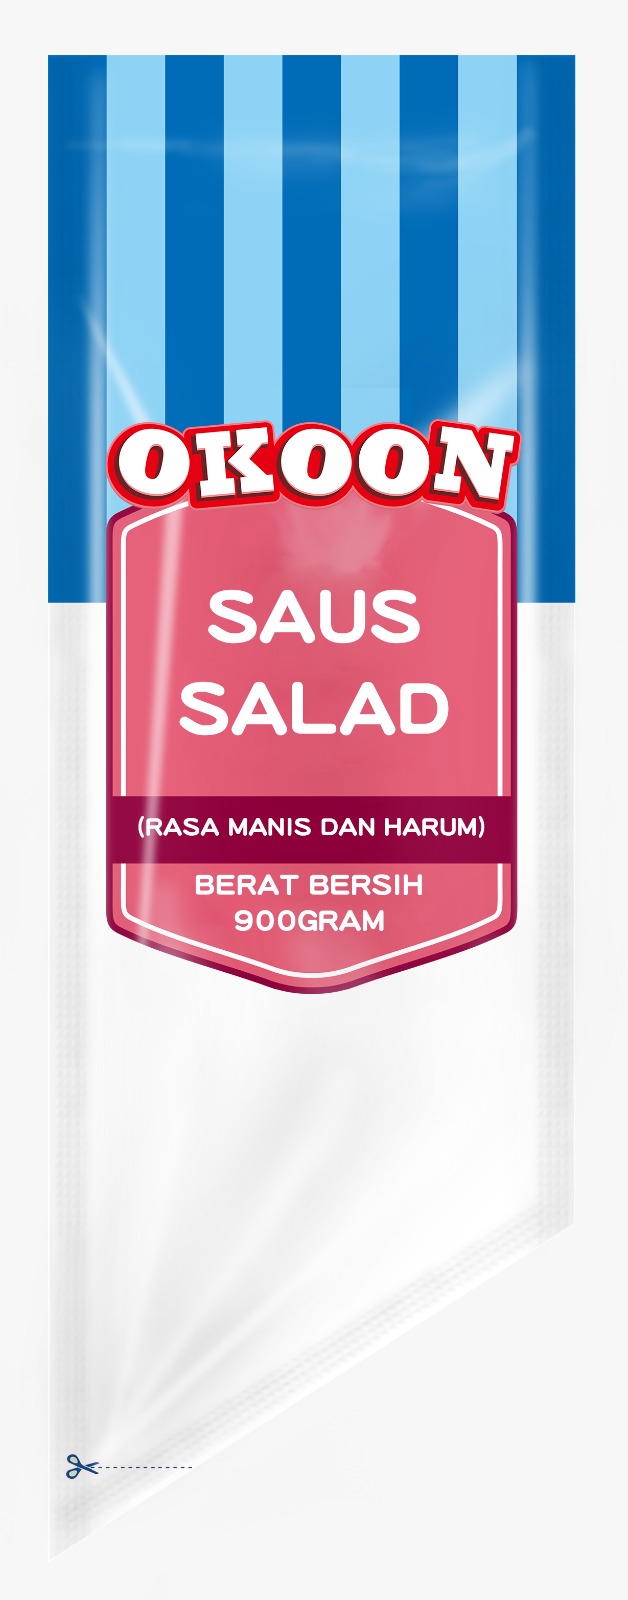 OKOON
SAUS
SALAD
(RASA MANIS DAN HARUM)
BERAT BERSIH
900GRAM